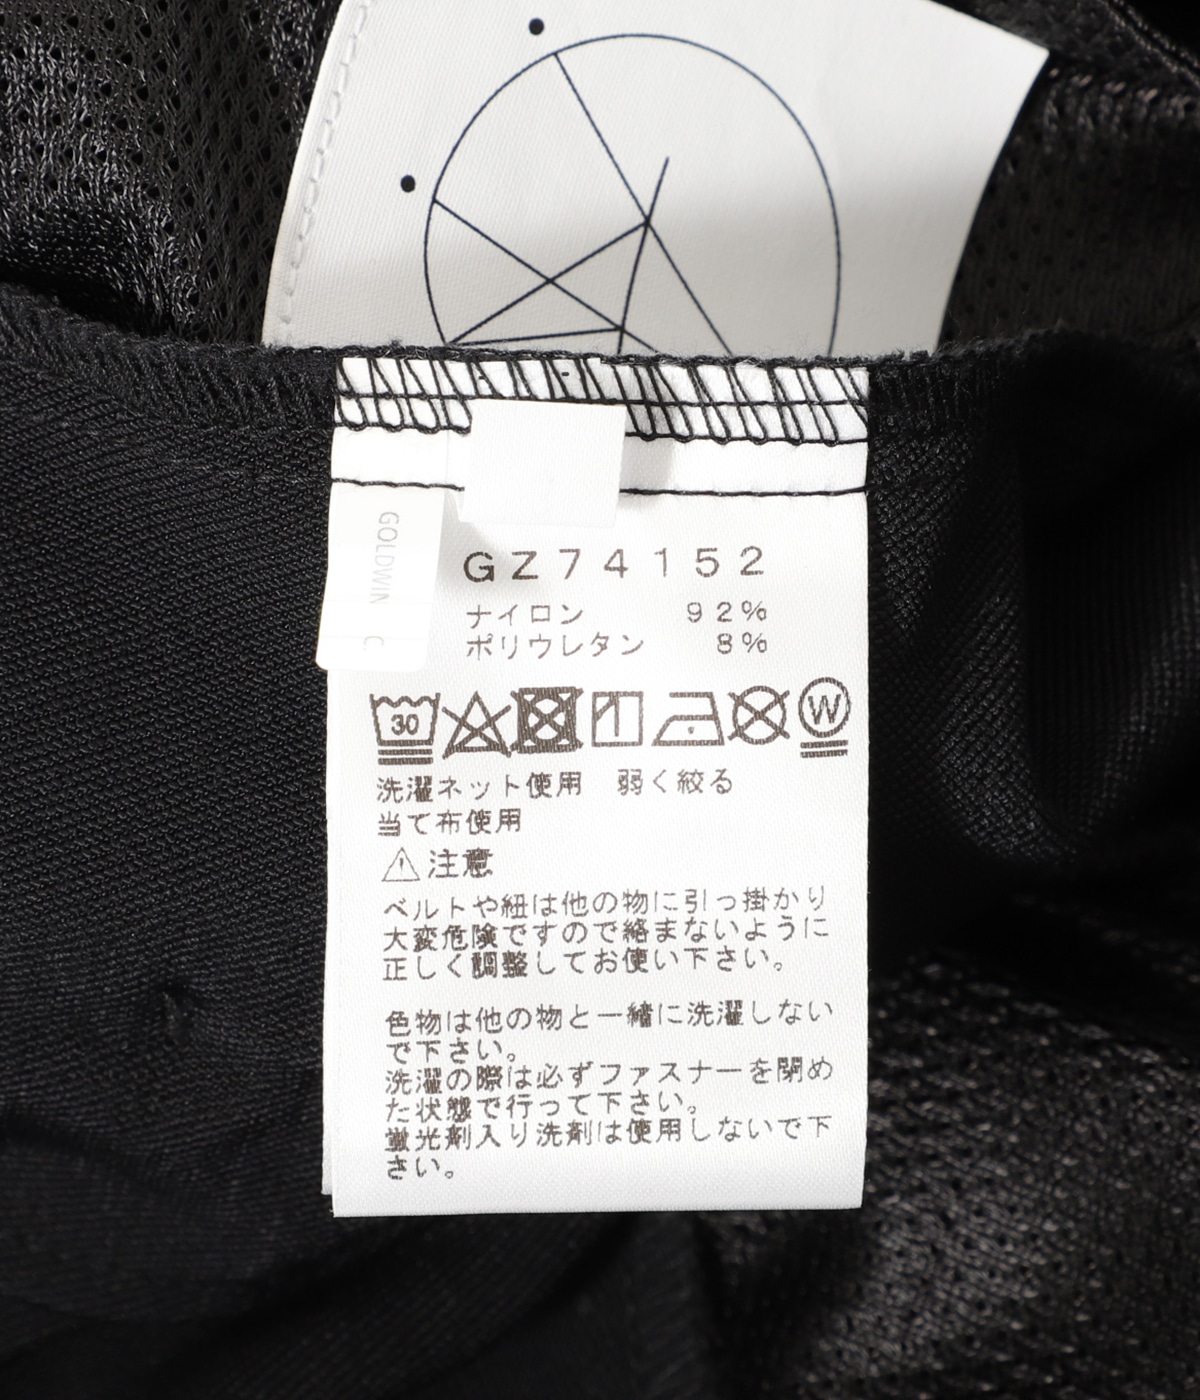 GOLDWIN C
GZ74152
ナイロン 92%
ポリウレタン 8%
30
W
洗濯ネット使用 弱く絞る
当て布使用
注意
ベルトや紐は他の物に引っ掛かり
大変危険ですので絡まないように
正しく調整してお使い下さい。
色物は他の物と一緒に洗濯しない
で下さい。
洗濯の際は必ずファスナーを閉め
た状態で行って下さい。
蛍光剤入り洗剤は使用しないで下
さい。